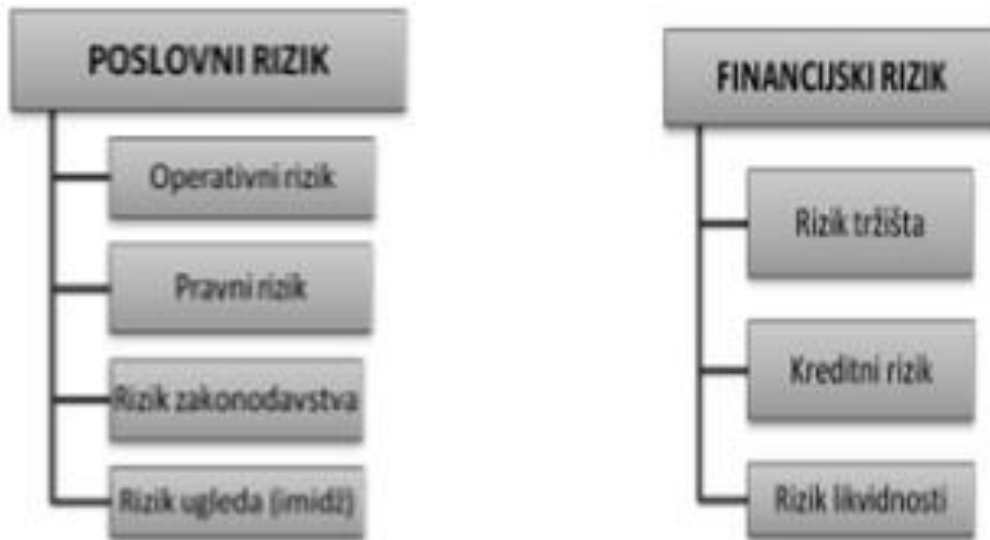 POSLOVNI RIZIK
Operativni rizik
Pravni rizik
Rizik zakonodavstva
Rizik ugleda (imidž)
FINANCIJSKI RIZIK
Rizik tržišta
Kreditni rizik
Rizik likvidnosti